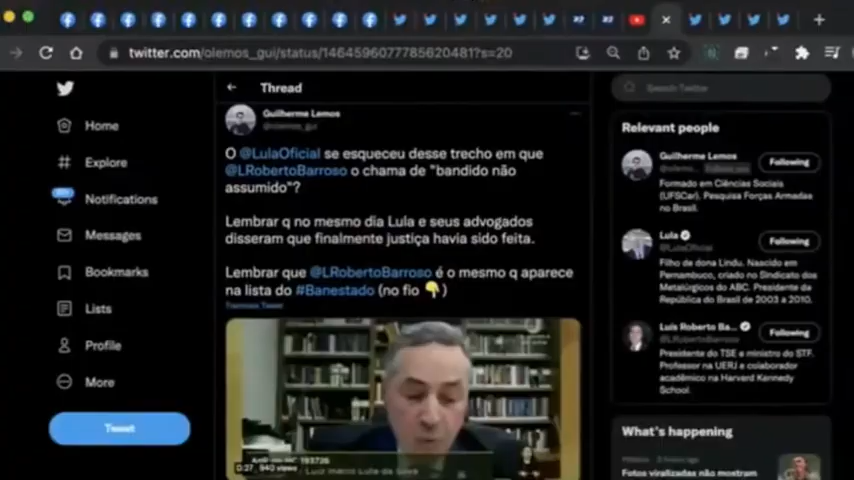 twitter.com/olemos_gui/status/1464596077785620481?s=20
Home
Explore
Notifications
Messages
Bookmarks
Lists
Profile
More
Tweet
Thread
Guilherme Lemos
@olemos_gui
O @LulaOficial se esqueceu desse trecho em que
@LRobertoBarroso o chama de "bandido não
assumido"?
Lembrar q no mesmo dia Lula e seus advogados
disseram que finalmente justiça havia sido feita.
Lembrar que @LRobertoBarroso é o mesmo q aparece
na lista do #Banestado (no fio 👇)
Translate Tweet
0:27 940 views
193726
Search Twitter
Relevant people
Guilherme Lemos
Following
Formado em Ciências Sociais
(UFSCar), Pesquisa Forças Armadas
no Brasil.
Lula
@LulaOficial
Following
Filho de dona Lindu. Nascido em
Pernambuco, criado no Sindicato dos
Metalúrgicos do ABC. Presidente da
República do Brasil de 2003 a 2010.
Luís Roberto Ba...
@LRobertoBarroso
Following
Presidente do TSE e ministro do STF.
Professor na UERJ e colaborador
acadêmico na Harvard Kennedy
School.
What's happening
Fotos viralizadas não mostram